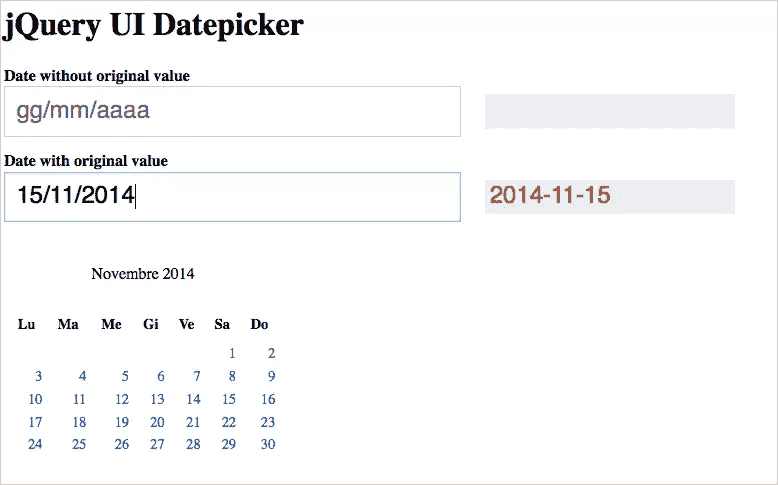 jQuery UI Datepicker
Date without original value
gg/mm/aaaa
Date with original value
15/11/2014 2014-11-15
Novembre 2014
Lu Ma Me Gi Ve Sa Do
1 2
3 4 5 6 7 8 9
10 11 12 13 14 15 16
17 18 19 20 21 22 23
24 25 26 27 28 29 30